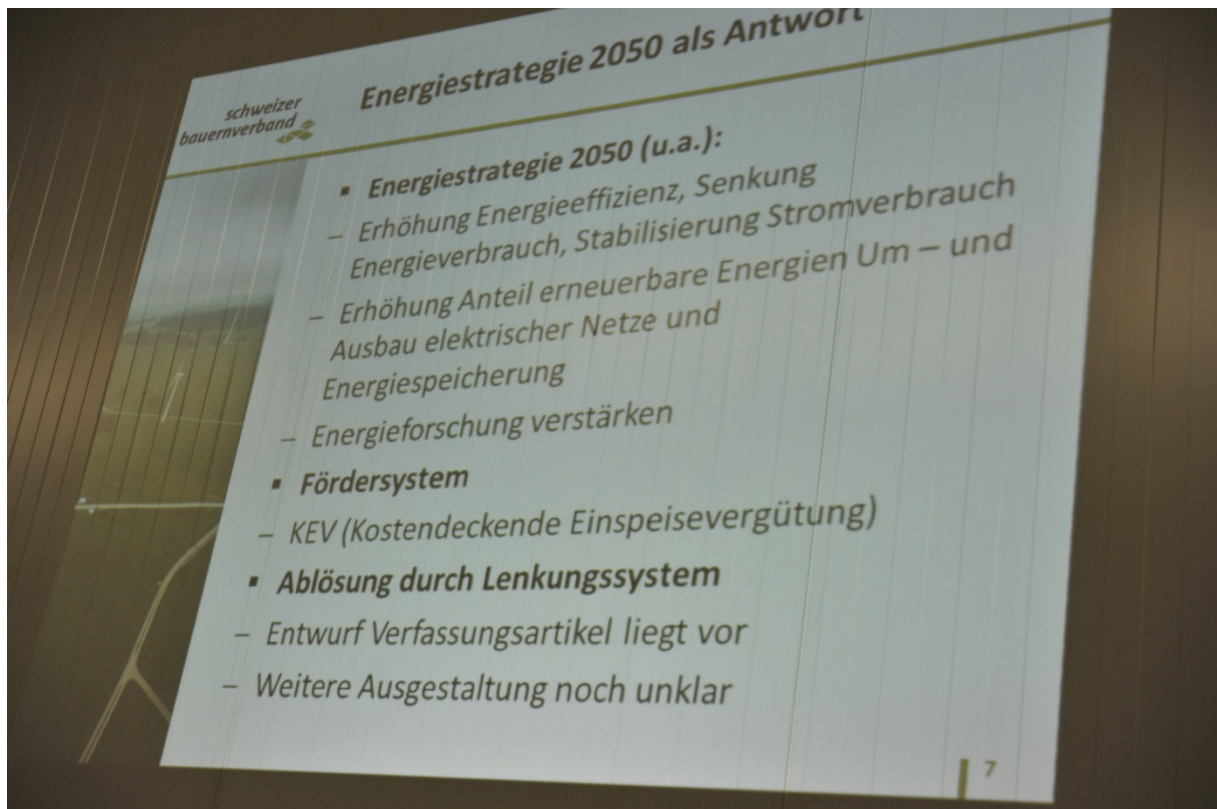 schweizer
bauernverband
Energiestrategie 2050 als Antwort
▪ Energiestrategie 2050 (u.a.):
– Erhöhung Energieeffizienz, Senkung
Energieverbrauch, Stabilisierung Stromverbrauch
– Erhöhung Anteil erneuerbare Energien Um – und
Ausbau elektrischer Netze und
Energiespeicherung
– Energieforschung verstärken
▪ Fördersystem
– KEV (Kostendeckende Einspeisevergütung)
▪ Ablösung durch Lenkungssystem
– Entwurf Verfassungsartikel liegt vor
– Weitere Ausgestaltung noch unklar
7